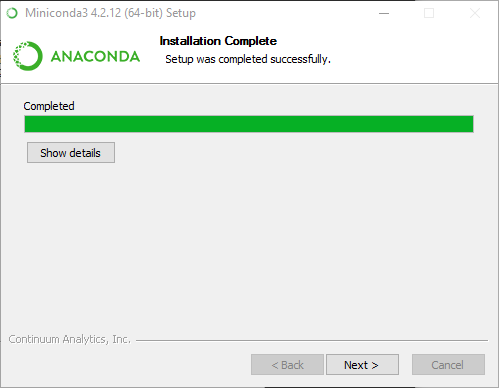 Miniconda3 4.2.12 (64-bit) Setup
ANACONDA
Installation Complete
Setup was completed successfully.
Completed
Show details
Continuum Analytics, Inc.
< Back
Next >
Cancel